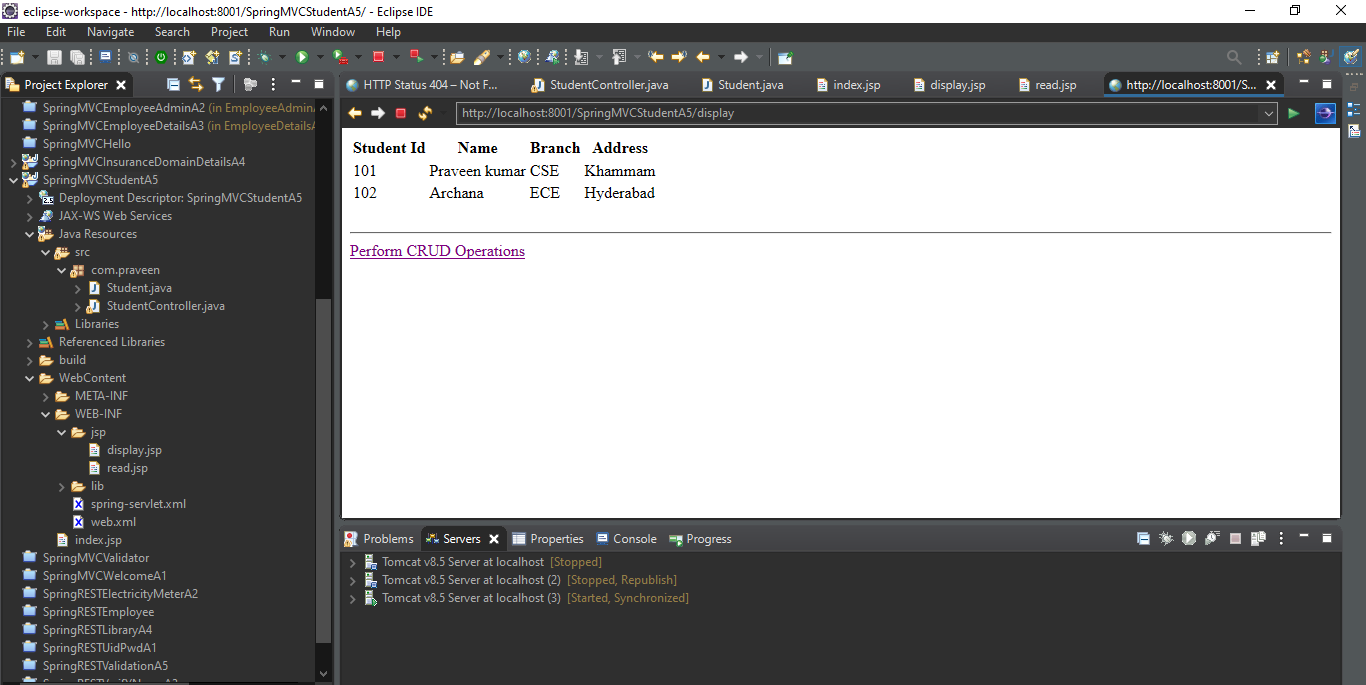 eclipse-workspace - http://localhost:8001/SpringMVCStudentA5/ - Eclipse IDE
File Edit Navigate Search Project Run Window Help
Project Explorer
SpringMVCEmployeeAdminA2 (in EmployeeAdmin
SpringMVCEmployeeDetailsA3 (in EmployeeDetailsA
SpringMVCHello
SpringMVCInsuranceDomainDetailsA4
SpringMVCStudentA5
Deployment Descriptor: SpringMVCStudentA5
JAX-WS Web Services
Java Resources
src
com.praveen
Student.java
StudentController.java
Libraries
Referenced Libraries
build
WebContent
META-INF
WEB-INF
jsp
display.jsp
read.jsp
lib
spring-servlet.xml
web.xml
index.jsp
SpringMVCValidator
SpringMVCWelcomeA1
SpringRESTElectricityMeterA2
SpringRESTEmployee
SpringRESTLibraryA4
SpringRESTUidPwdA1
SpringRESTValidationA5
HTTP Status 404 – Not F... StudentController.java Student.java index.jsp display.jsp read.jsp http://localhost:8001/S...
http://localhost:8001/SpringMVCStudentA5/display
Student Id Name Branch Address
101 Praveen kumar CSE Khammam
102 Archana ECE Hyderabad
Perform CRUD Operations
Problems Servers Properties Console Progress
Tomcat v8.5 Server at localhost [Stopped]
Tomcat v8.5 Server at localhost (2) [Stopped, Republish]
Tomcat v8.5 Server at localhost (3) [Started, Synchronized]